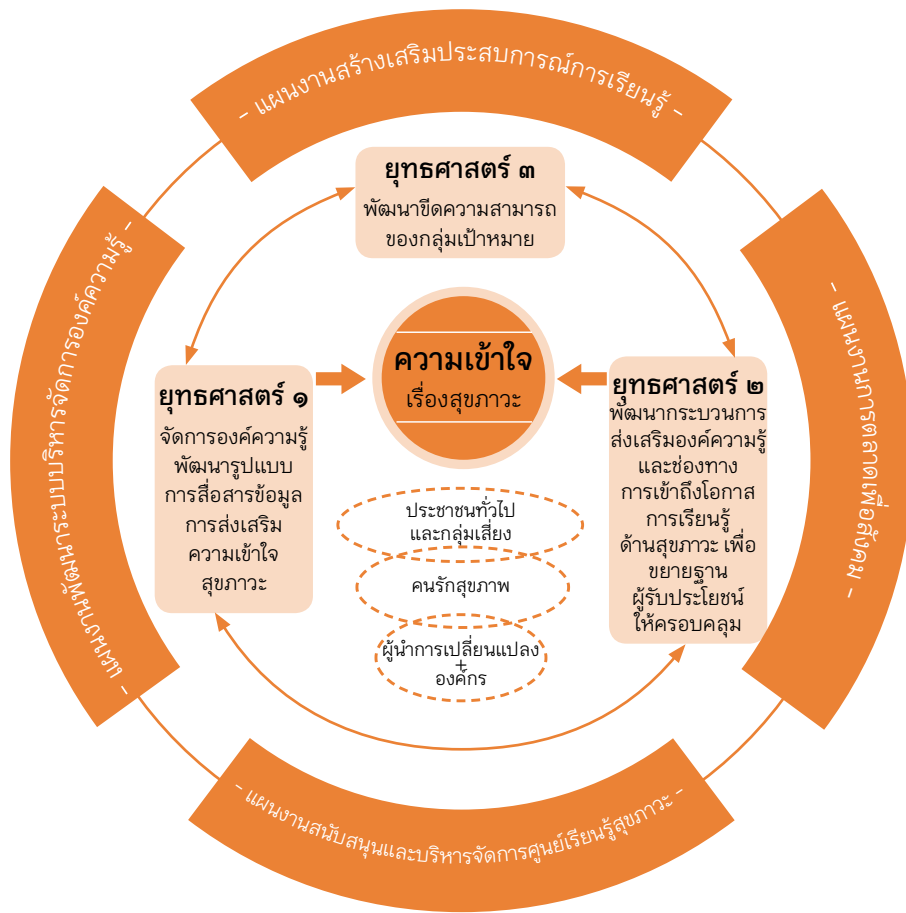 - แผนงานสร้างเสริมประสบการณ์การเรียนรู้ -
ยุทธศาสตร์ ๓
พัฒนาขีดความสามารถ
ของกลุ่มเป้าหมาย
- แผนงานพัฒนาระบบบริหารจัดการองค์ความรู้ -
- แผนงานการตลาดเพื่อสังคม -
ความเข้าใจ
เรื่องสุขภาวะ
ยุทธศาสตร์ ๑
จัดการองค์ความรู้
พัฒนารูปแบบ
การสื่อสารข้อมูล
การส่งเสริม
ความเข้าใจ
สุขภาวะ
ยุทธศาสตร์ ๒
พัฒนากระบวนการ
ส่งเสริมองค์ความรู้
และช่องทาง
การเข้าถึงโอกาส
การเรียนรู้
ด้านสุขภาวะ เพื่อ
ขยายฐาน
ผู้รับประโยชน์
ให้ครอบคลุม
ประชาชนทั่วไป
และกลุ่มเสี่ยง
คนรักสุขภาพ
ผู้นำการเปลี่ยนแปลง
+
องค์กร
- แผนงานสนับสนุนและบริหารจัดการศูนย์เรียนรู้สุขภาวะ -